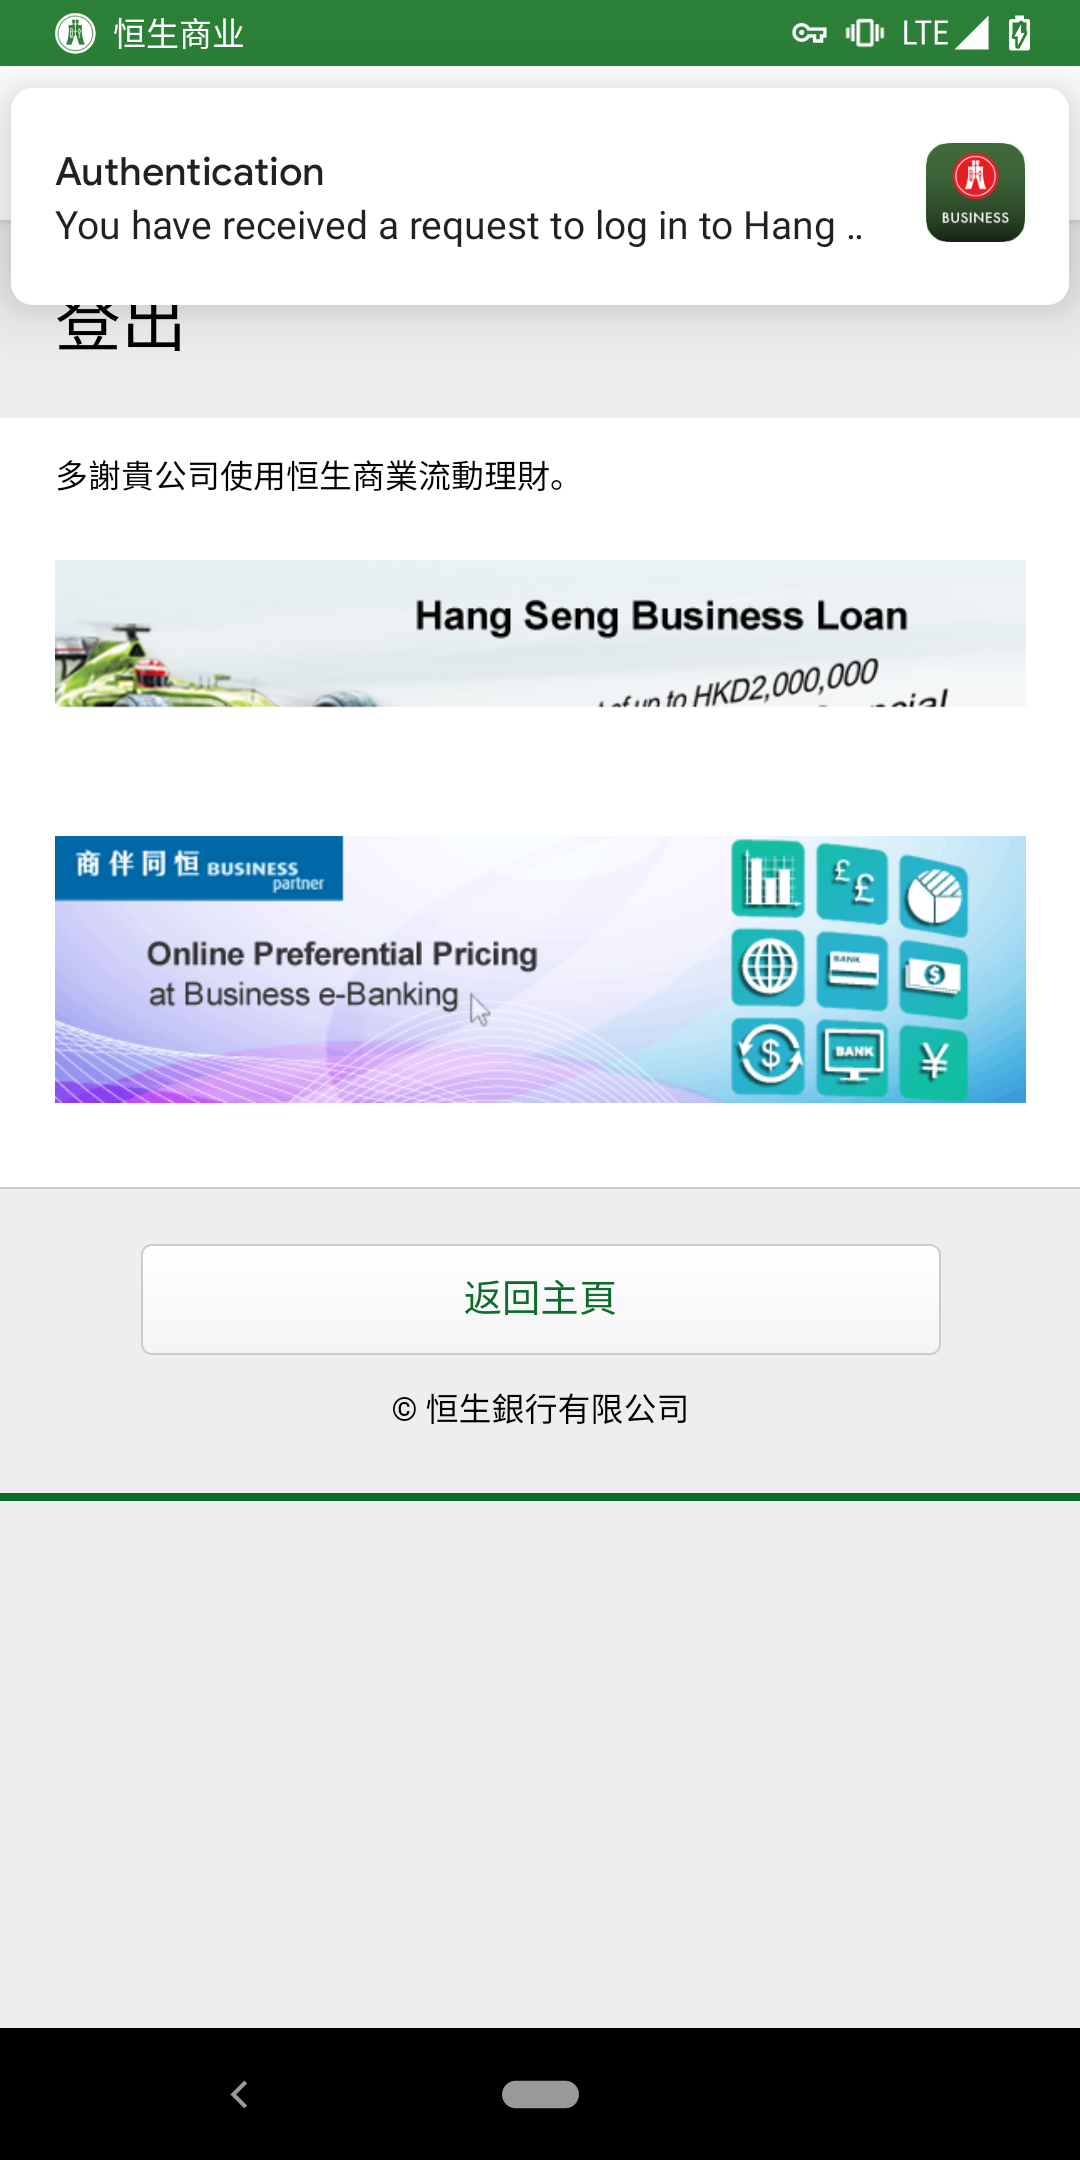 恒生商业
LTE
Authentication
You have received a request to log in to Hang ..
BUSINESS
登出
多謝貴公司使用恒生商業流動理財。
Hang Seng Business Loan
of up to HKD2,000,000
商伴同恒 BUSINESS
partner
Online Preferential Pricing
at Business e-Banking
£
£
BANK
$
$
BANK
¥
返回主頁
© 恒生銀行有限公司